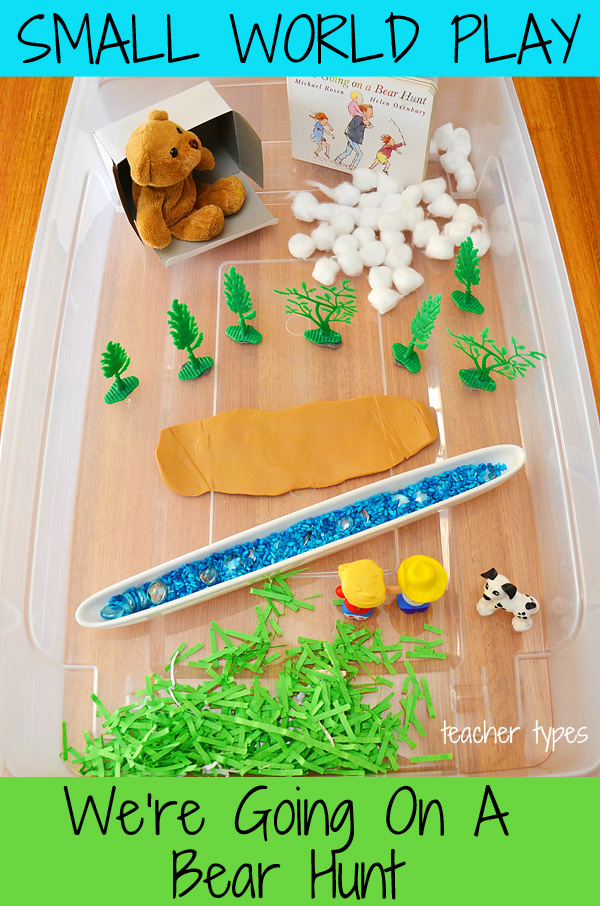 SMALL WORLD PLAY
Going on a Bear Hunt
Michael Rosen
Helen Oxenbury
teacher types
We're Going On A
Bear Hunt